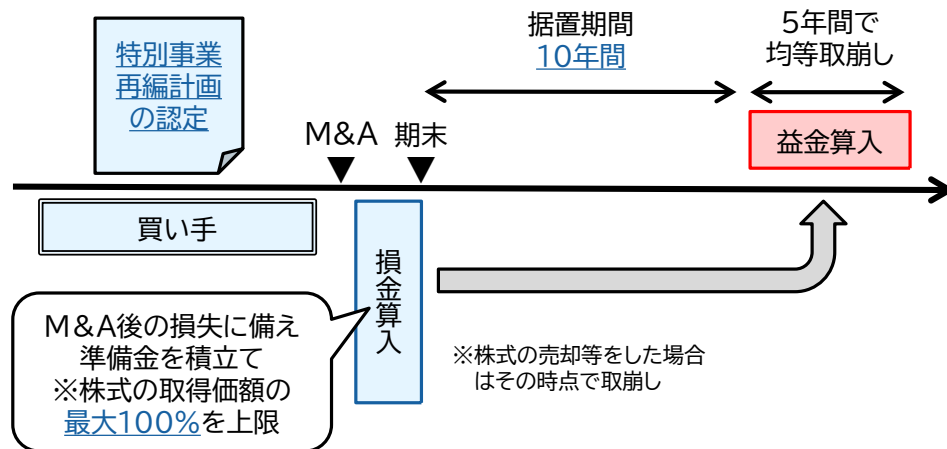 特別事業
再編計画
の認定
据置期間
10年間
5年間で
均等取崩し
M&A
期末
益金算入
買い手
損金算入
M&A後の損失に備え
準備金を積立て
※株式の取得価額の
最大100%を上限
※株式の売却等をした場合
はその時点で取崩し